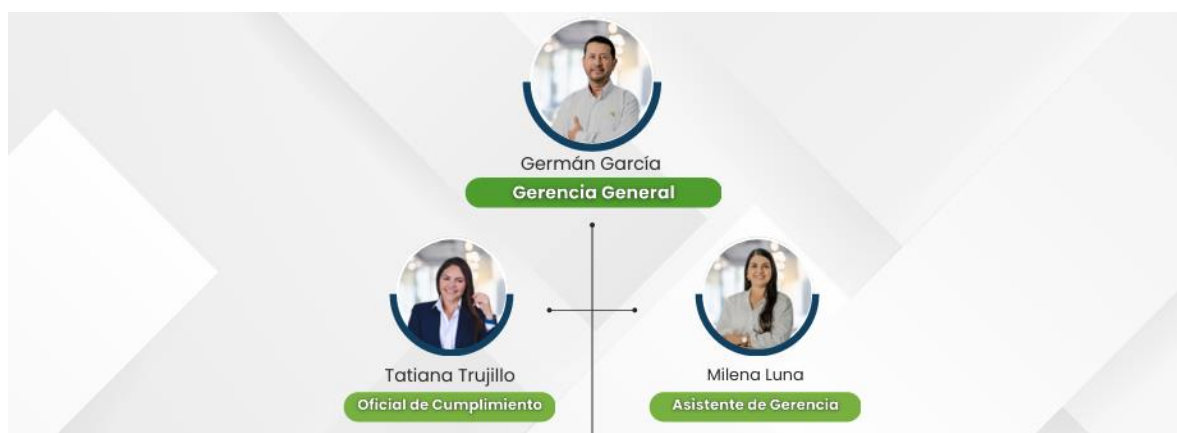 Germán García
Gerencia General
Tatiana Trujillo
Milena Luna
Oficial de Cumplimiento
Asistente de Gerencia